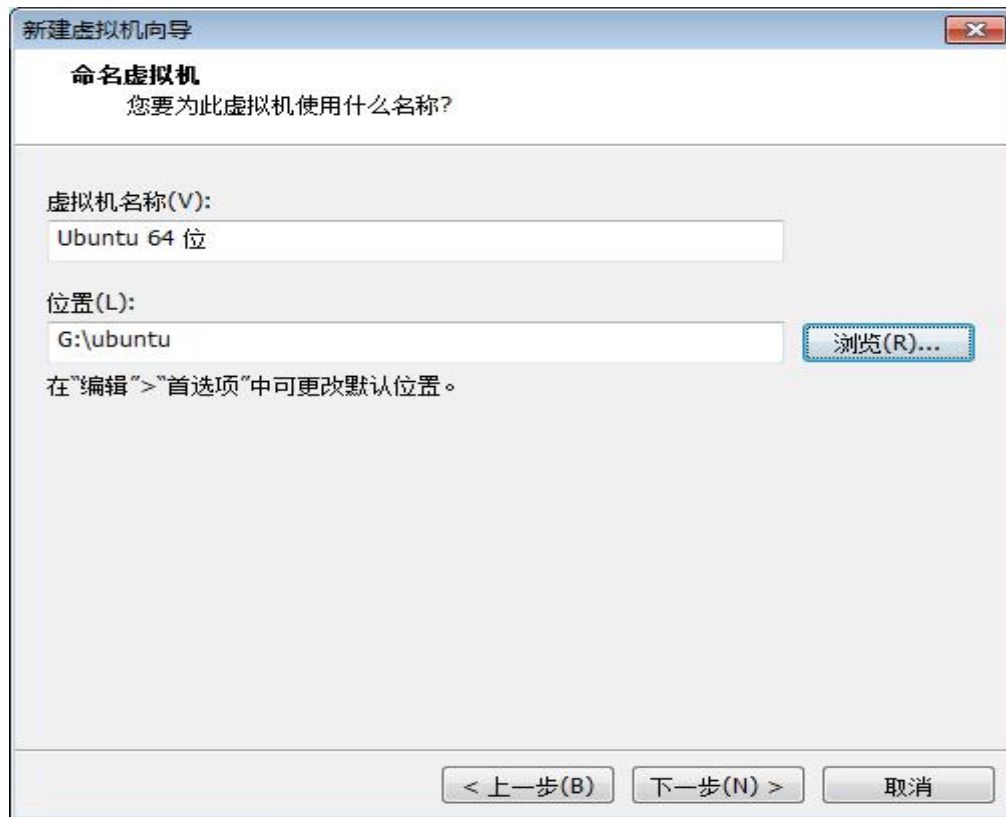 新建虚拟机向导
命名虚拟机
您要为此虚拟机使用什么名称?
虚拟机名称(V):
Ubuntu 64 位
位置(L):
G:\ubuntu
浏览(R)...
在"编辑">"首选项"中可更改默认位置。
< 上一步(B)
下一步(N) >
取消